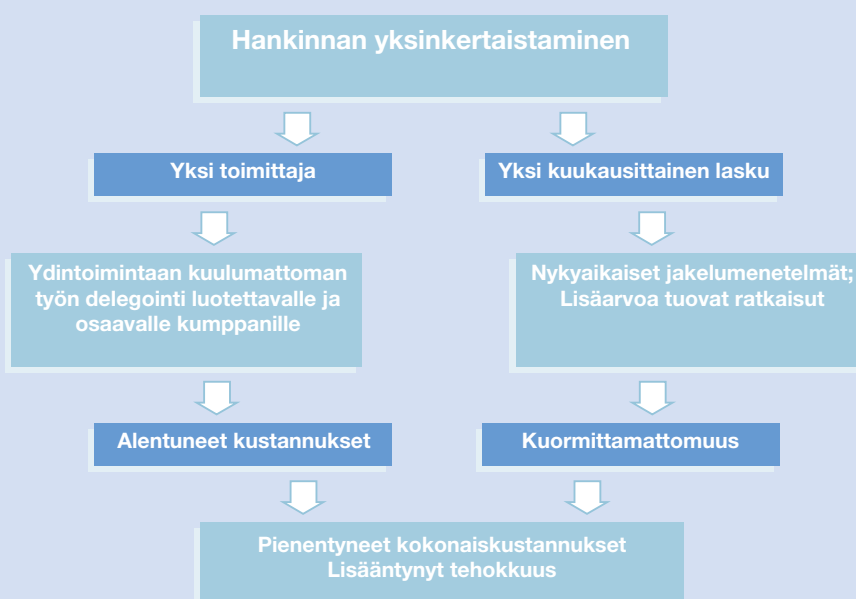 Hankinnan yksinkertaistaminen
Yksi toimittaja
Yksi kuukausittainen lasku
Ydintoimintaan kuulumattoman
työn delegointi luotettavalle ja
osaavalle kumppanille
Nykyaikaiset jakelumenetelmät;
Lisäarvoa tuovat ratkaisut
Alentuneet kustannukset
Kuormittamattomuus
Pienentyneet kokonaiskustannukset
Lisääntynyt tehokkuus